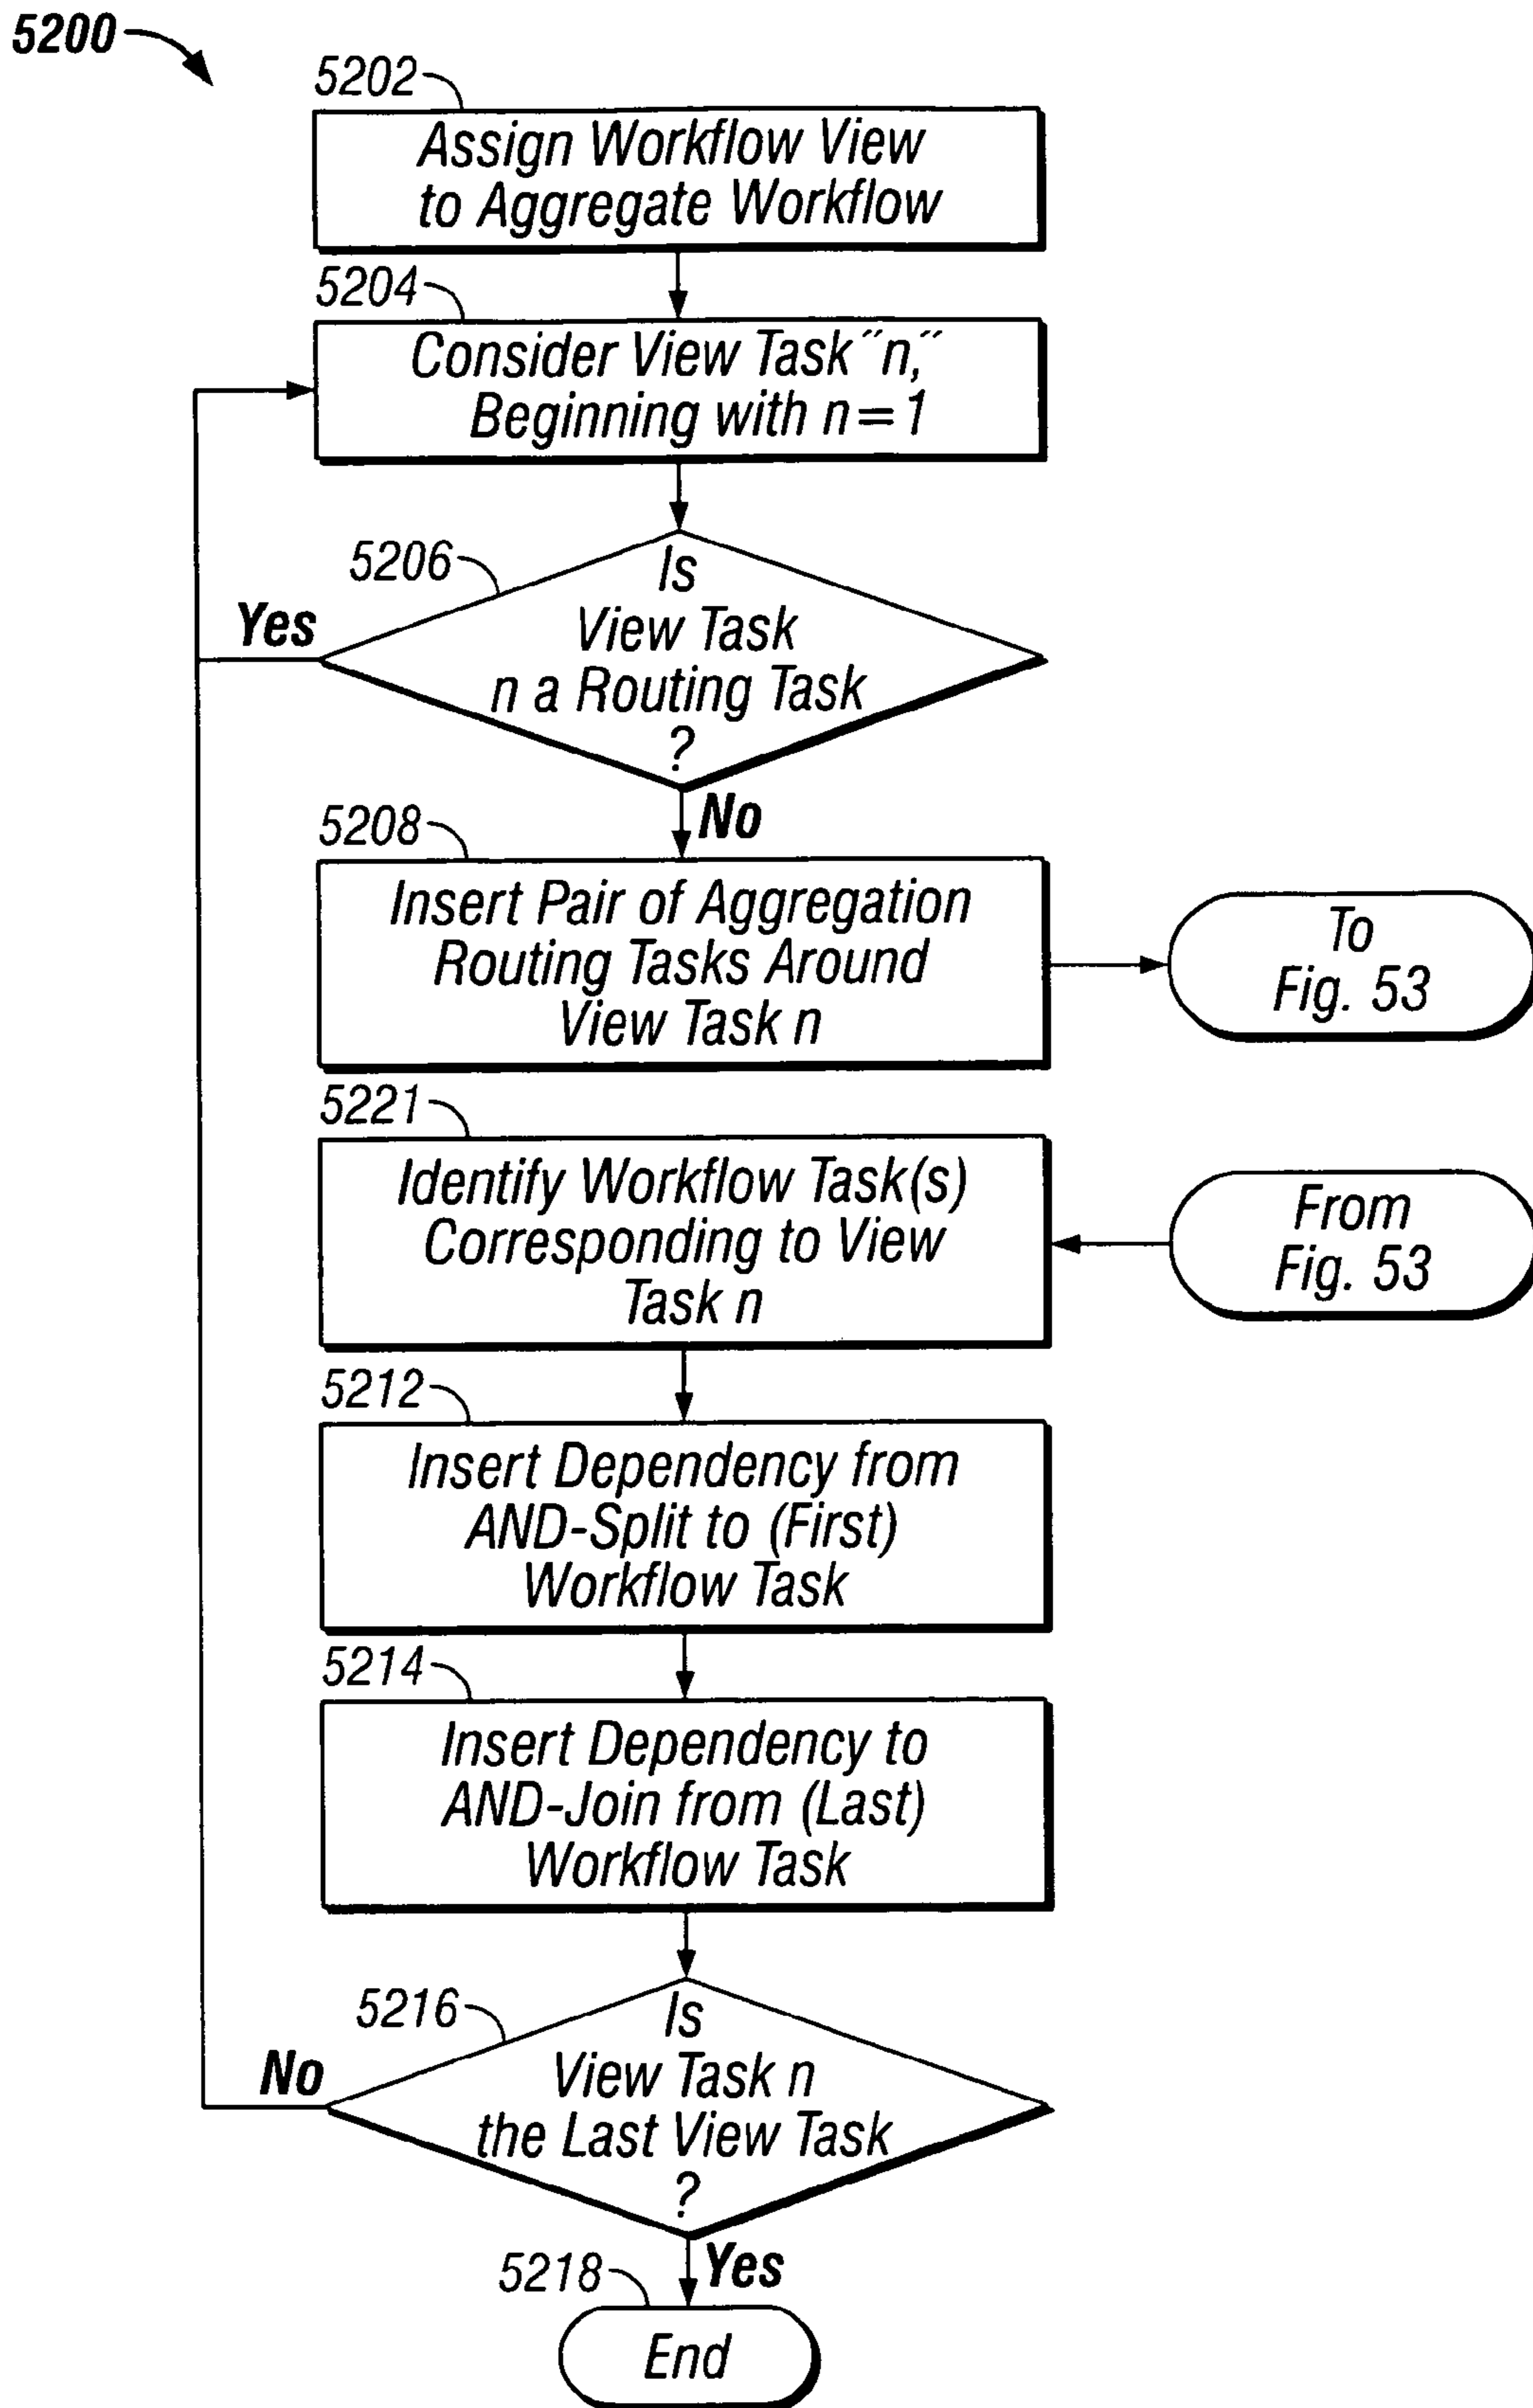 5200
5202
Assign Workflow View
to Aggregate Workflow
5204
Consider View Task "n,"
Beginning with n=1
5206
Is
View Task
n a Routing Task
?
Yes
No
5208
Insert Pair of Aggregation
Routing Tasks Around
View Task n
To
Fig. 53
5221
Identify Workflow Task(s)
Corresponding to View
Task n
From
Fig. 53
5212
Insert Dependency from
AND-Split to (First)
Workflow Task
5214
Insert Dependency to
AND-Join from (Last)
Workflow Task
5216
Is
View Task n
the Last View Task
?
No
Yes
5218
End